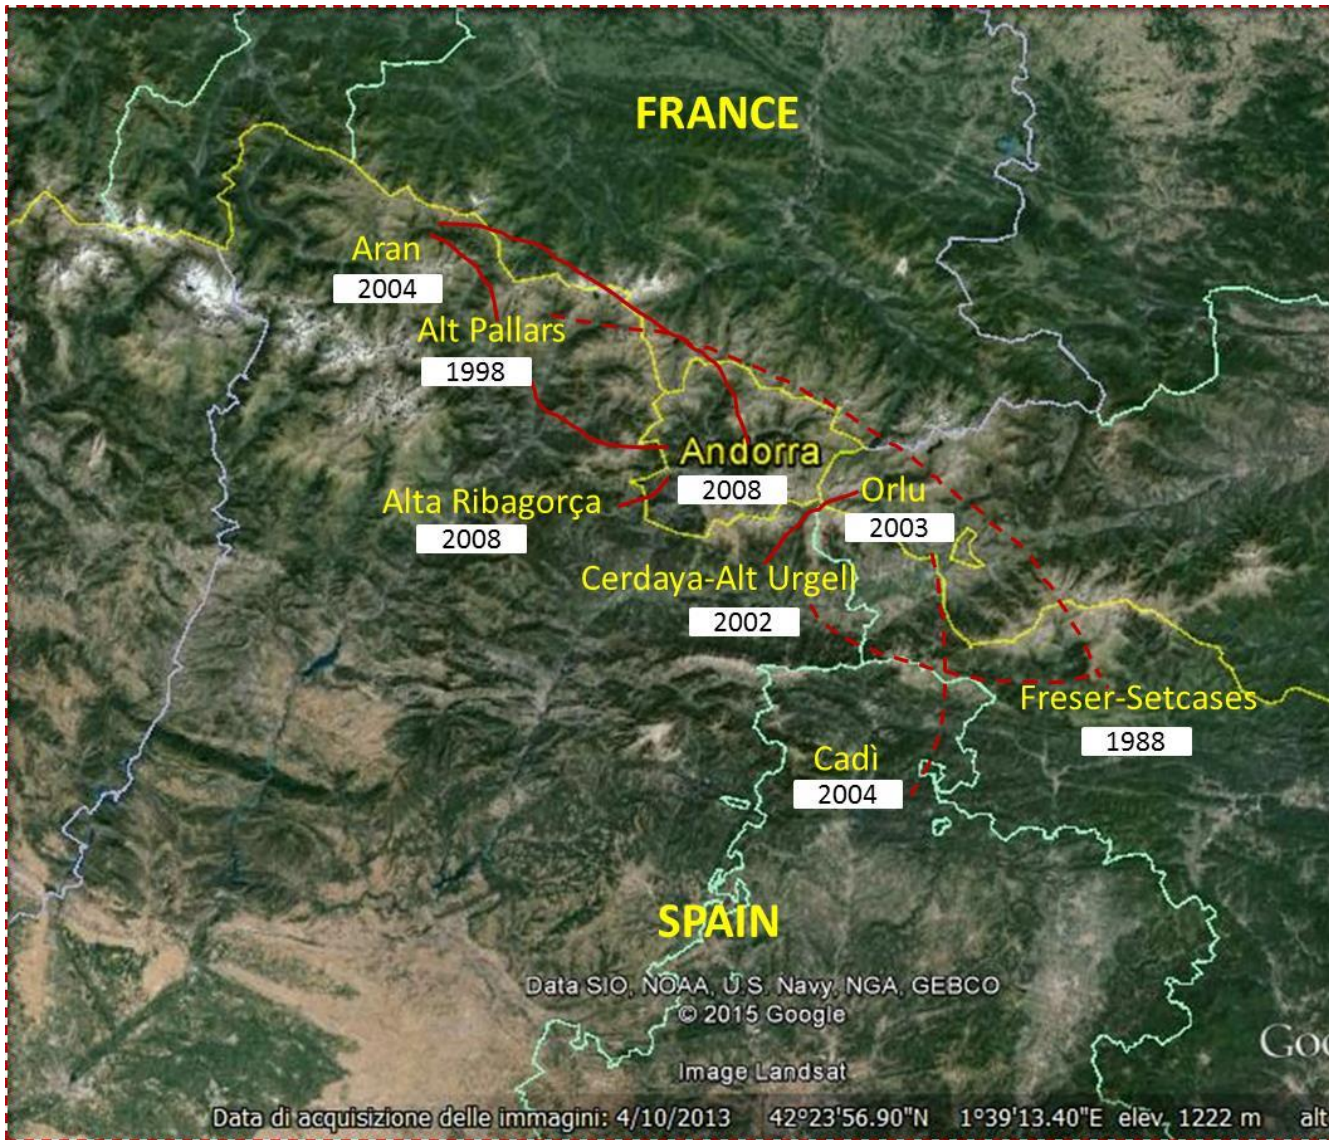 FRANCE
Aran
2004
Alt Pallars
1998
Andorra
2008
Alta Ribagorça
2008
Orlu
2003
Cerdaya-Alt Urgell
2002
Freser-Setcases
1988
Cadì
2004
SPAIN
Data SIO, NOAA, U.S. Navy, NGA, GEBCO
© 2015 Google
Image Landsat
Goo
Data di acquisizione delle immagini: 4/10/2013 42°23'56.90"N 1°39'13.40"E elev. 1222 m alt